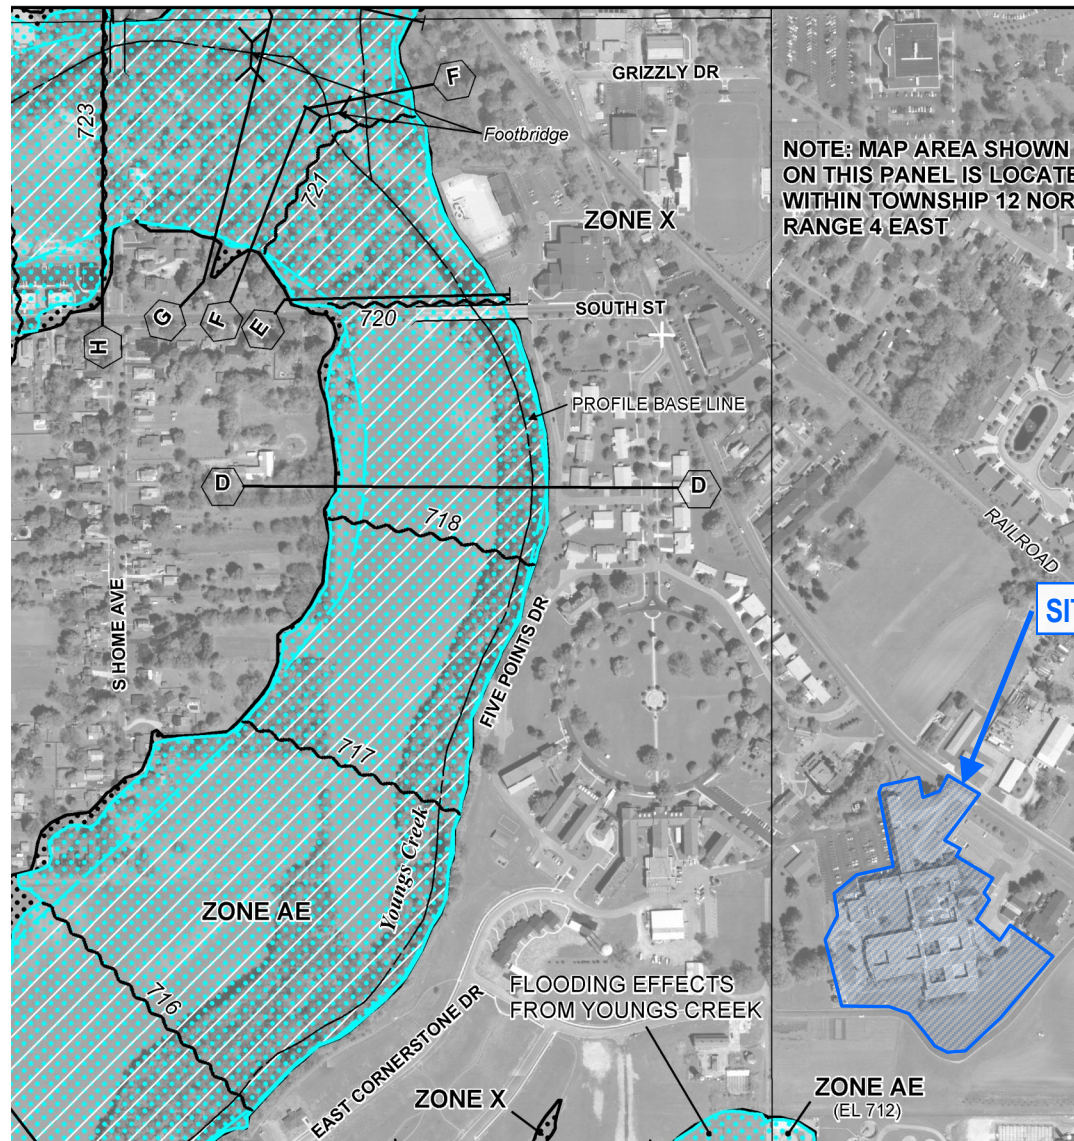 GRIZZLY DR
F
723
Footbridge
NOTE: MAP AREA SHOWN
ON THIS PANEL IS LOCATE
WITHIN TOWNSHIP 12 NOR
RANGE 4 EAST
721
ZONE X
SOUTH ST
G
F
E
720
H
PROFILE BASE LINE
D
D
718
RAILROAD
S HOME AVE
FIVE POINTS DR
SIT
717
Youngs Creek
ZONE AE
716
FLOODING EFFECTS
FROM YOUNGS CREEK
EAST CORNERSTONE DR
ZONE X
ZONE AE
(EL 712)